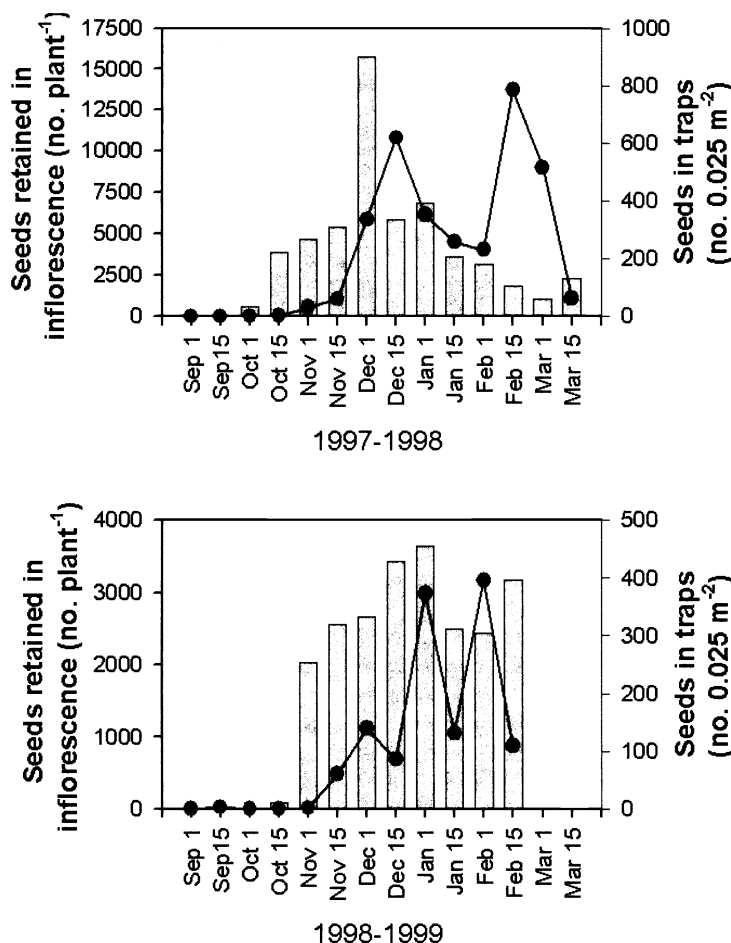 Seeds retained in
inflorescence (no. plant⁻¹)
17500
15000
12500
10000
7500
5000
2500
0
1000
800
600
400
200
0
Seeds in traps
(no. 0.025 m⁻²)
Sep 1
Sep 15
Oct 1
Oct 15
Nov 1
Nov 15
Dec 1
Dec 15
Jan 1
Jan 15
Feb 1
Feb 15
Mar 1
Mar 15
1997-1998
Seeds retained in
inflorescence (no. plant⁻¹)
4000
3000
2000
1000
0
500
400
300
200
100
0
Seeds in traps
(no. 0.025 m⁻²)
Sep 1
Sep 15
Oct 1
Oct 15
Nov 1
Nov 15
Dec 1
Dec 15
Jan 1
Jan 15
Feb 1
Feb 15
Mar 1
Mar 15
1998-1999